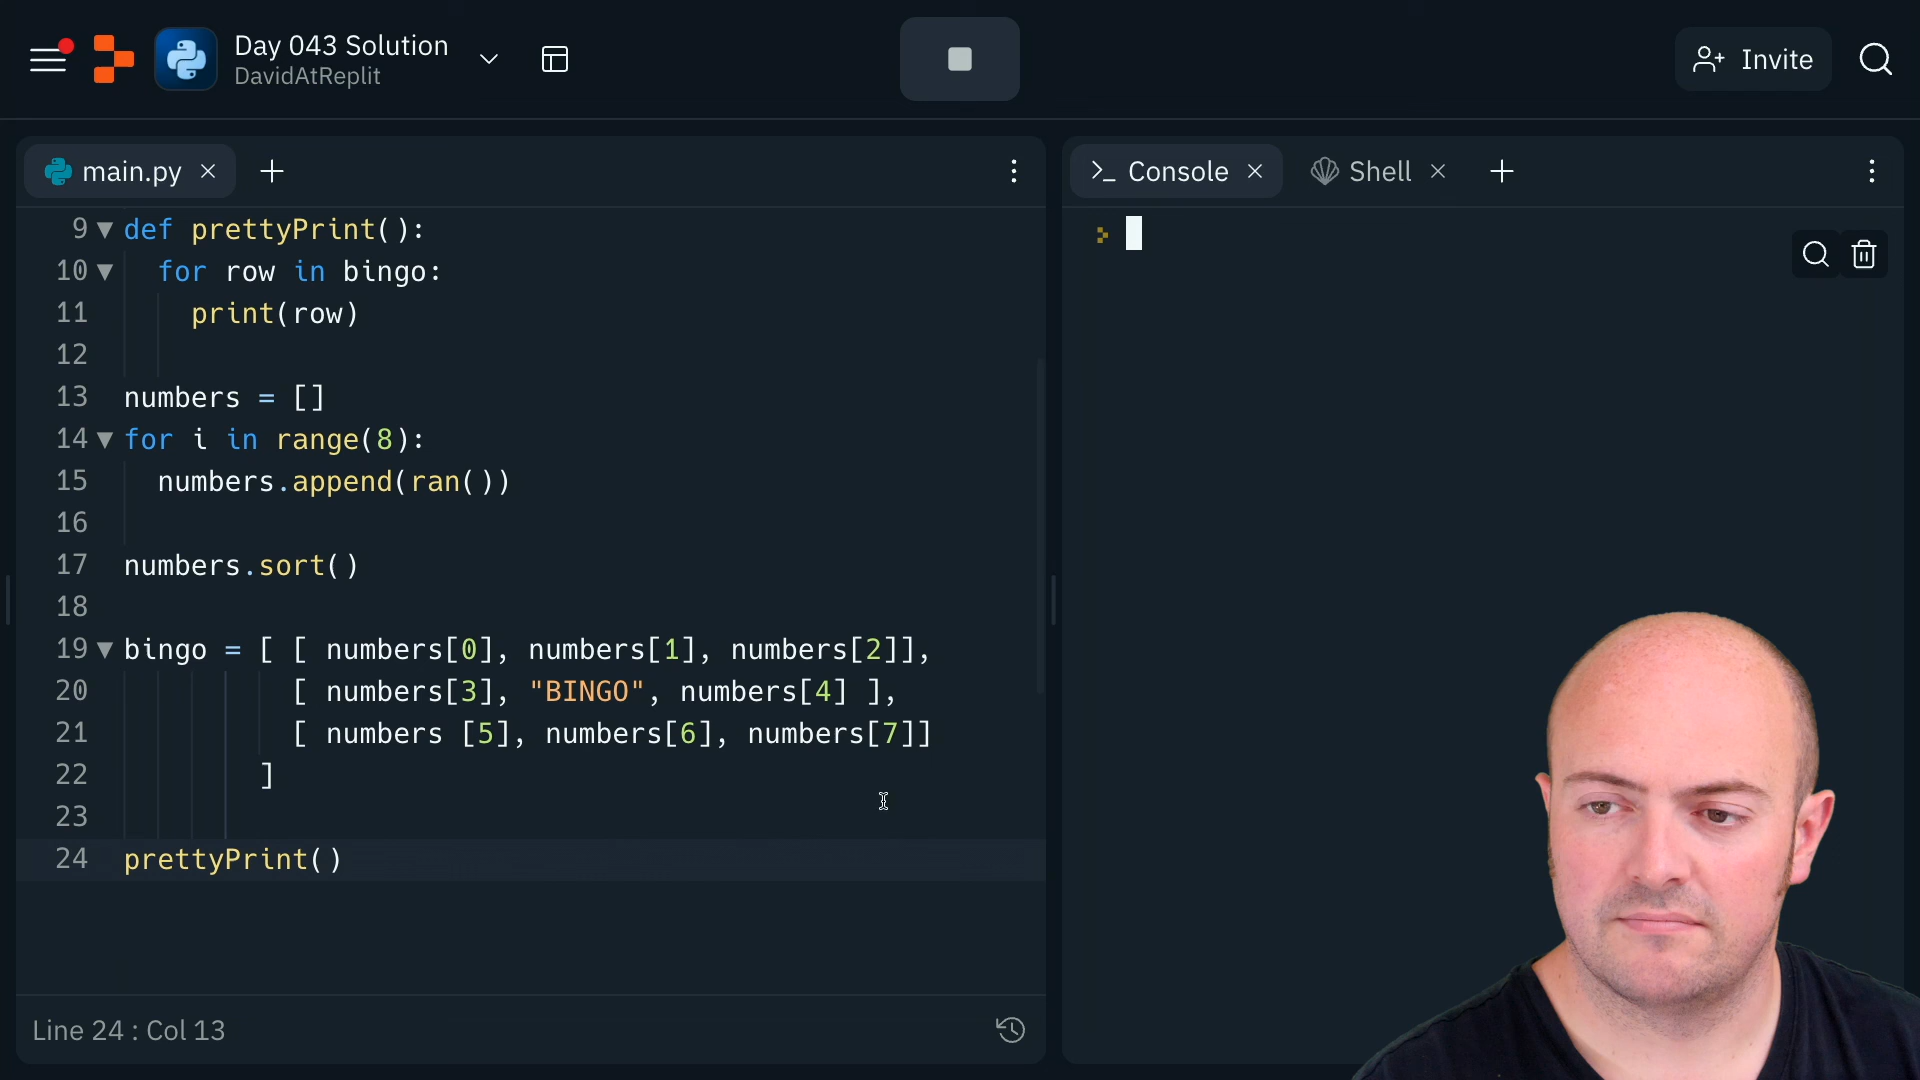 Day 043 Solution
DavidAtReplit
Invite
main.py
Console
Shell
9 def prettyPrint():
10 for row in bingo:
11 print(row)
12
13 numbers = []
14 for i in range(8):
15 numbers.append(ran())
16
17 numbers.sort()
18
19 bingo = [ [ numbers[0], numbers[1], numbers[2]],
20 [ numbers[3], "BINGO", numbers[4] ],
21 [ numbers [5], numbers[6], numbers[7]]
22 ]
23
24 prettyPrint()
Line 24 : Col 13